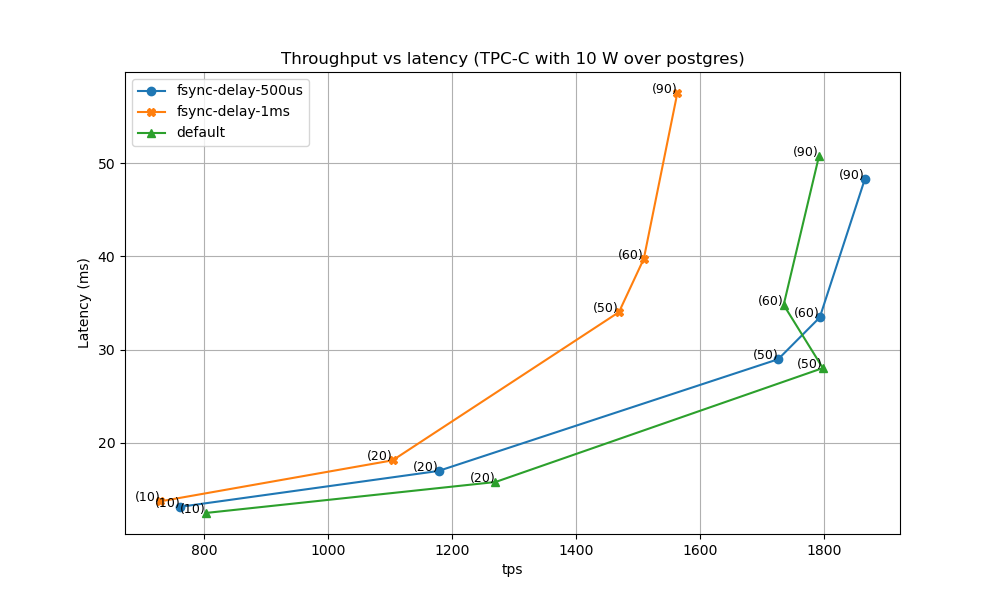 Throughput vs latency (TPC-C with 10 W over postgres)
fsync-delay-500us
fsync-delay-1ms
default
(90)
(90)
(90)
(60)
(60)
(60)
(50)
(50)
(50)
(20)
(20)
(20)
(10)
(10)
(10)
50
40
30
20
Latency (ms)
800 1000 1200 1400 1600 1800
tps